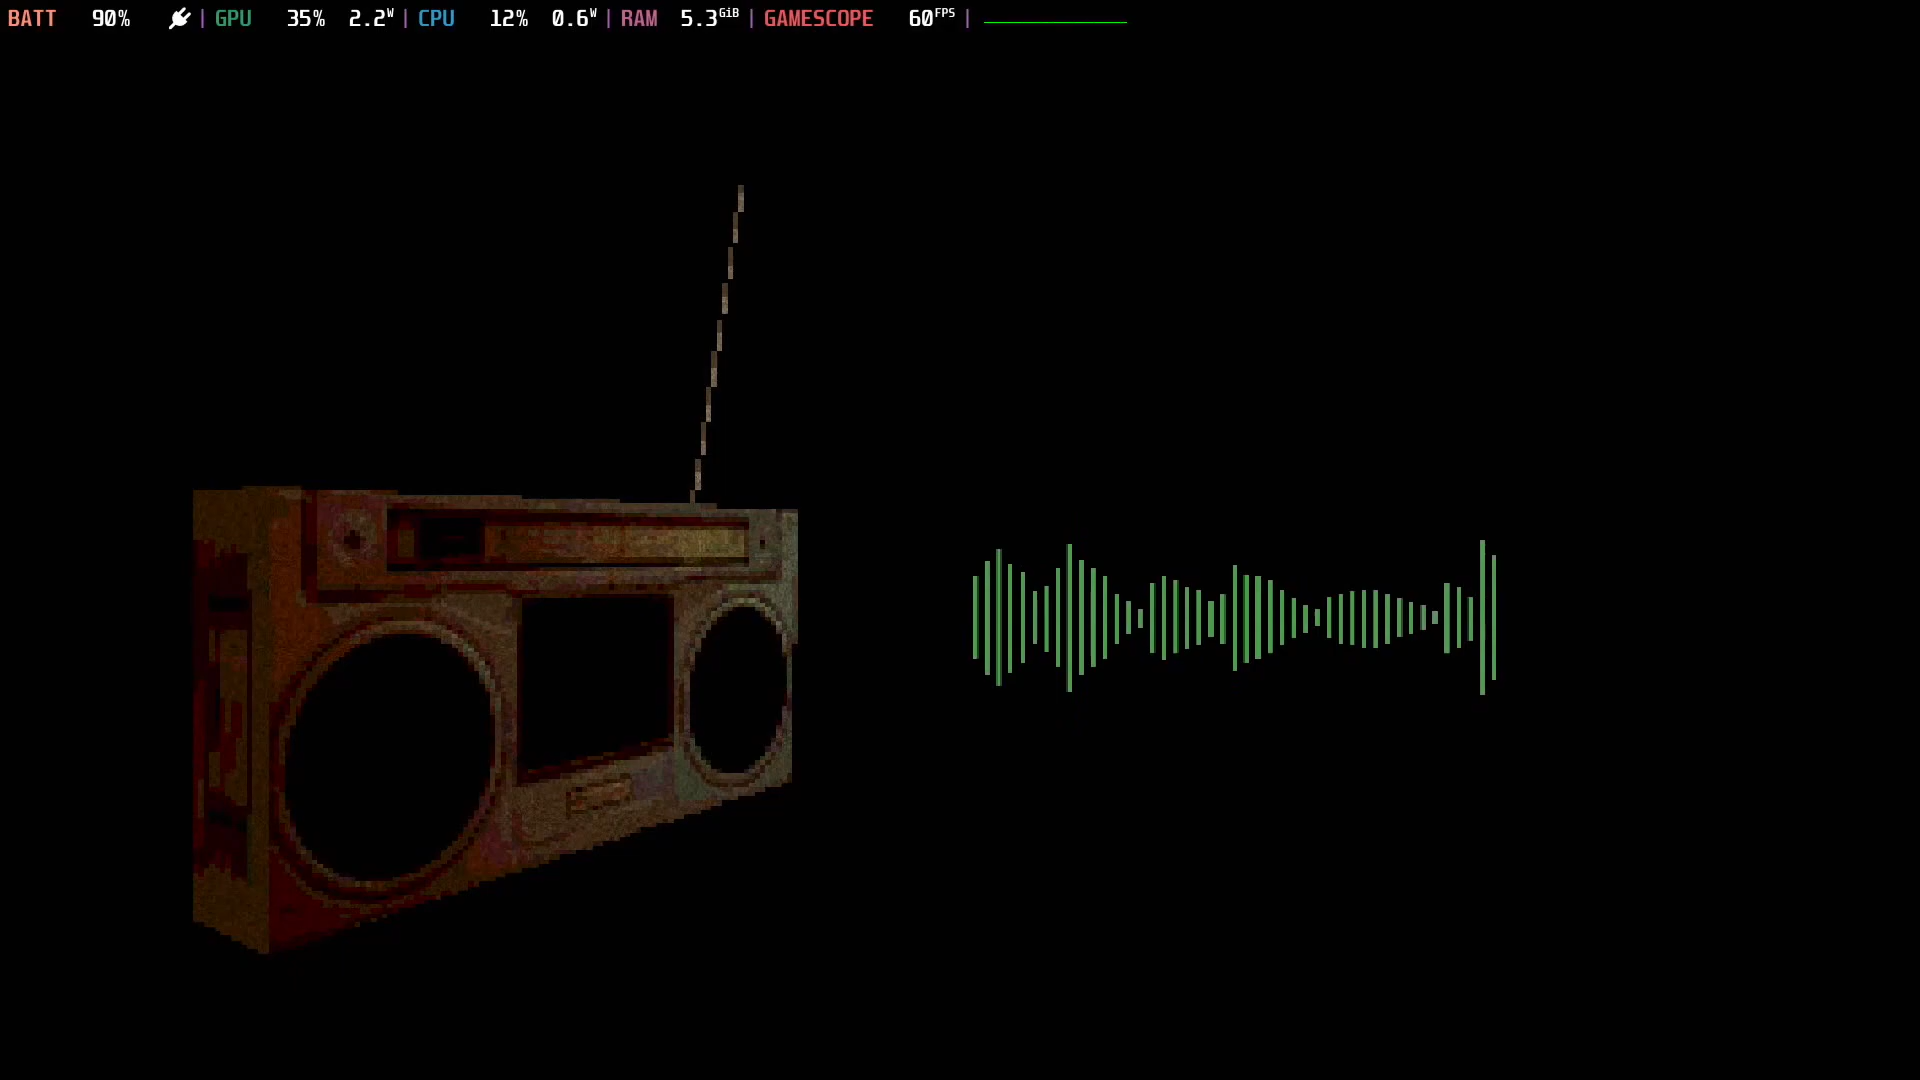 BATT 90% | GPU 35% 2.2W | CPU 12% 0.6W | RAM 5.3GiB | GAMESCOPE 60FPS |